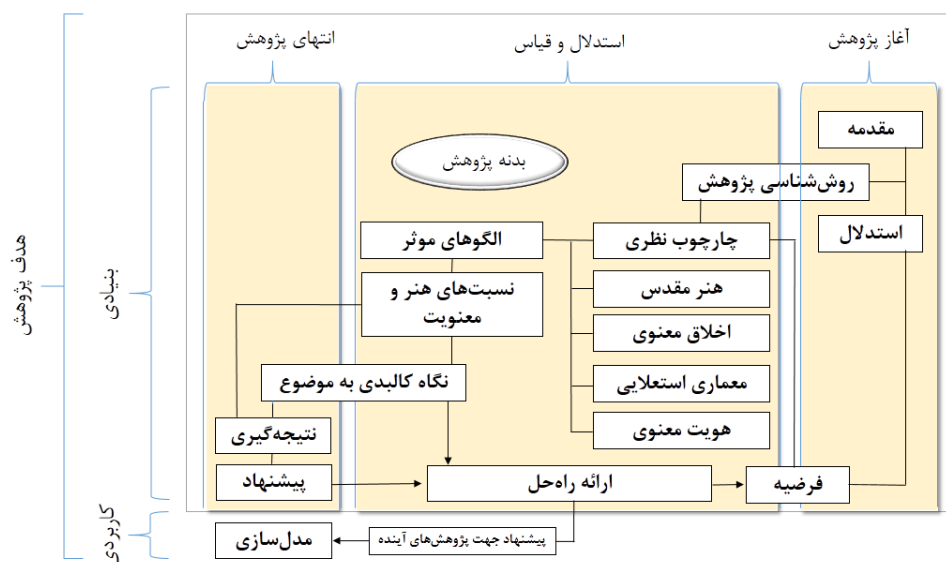 آغاز پژوهش
استدلال و قیاس
انتهای پژوهش
مقدمه
بدنه پژوهش
روش‌شناسی پژوهش
استدلال
چارچوب نظری
الگوهای موثر
هنر مقدس
نسبت‌های هنر و
معنویت
اخلاق معنوی
معماری استعلایی
نگاه کالبدی به موضوع
هویت معنوی
نتیجه‌گیری
فرضیه
ارائه راه‌حل
پیشنهاد
پیشنهاد جهت پژوهش‌های آینده
مدل‌سازی
بنیادی
کاربردی
هدف پژوهش